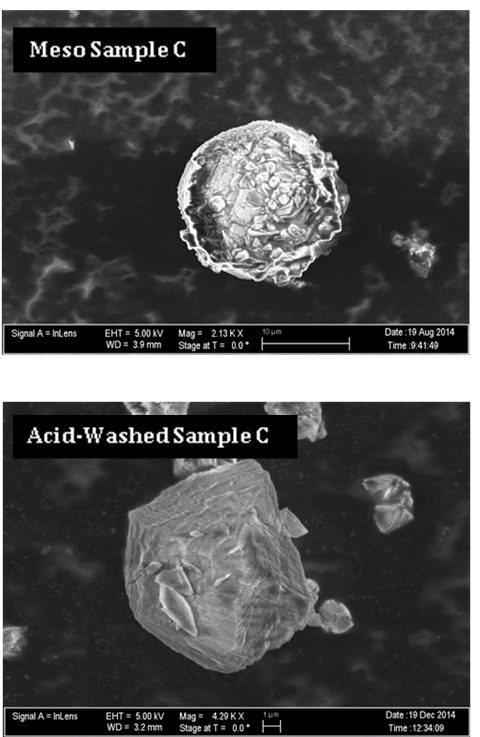 Meso Sample C
Signal A = InLens EHT = 5.00 kV Mag = 2.13 K X 10 µm Date :19 Aug 2014
WD = 3.9 mm Stage at T = 0.0 ° Time :9:41:49
Acid-Washed Sample C
Signal A = InLens EHT = 5.00 kV Mag = 4.29 K X 1 µm Date :19 Dec 2014
WD = 3.2 mm Stage at T = 0.0 ° Time :12:34:09